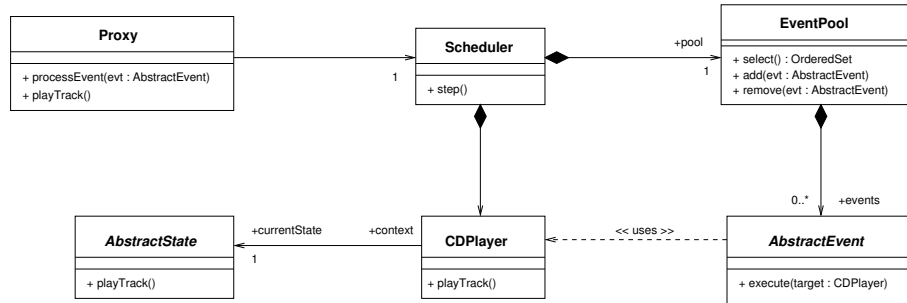 Proxy
+ processEvent(evt : AbstractEvent)
+ playTrack()
1
Scheduler
+ step()
+pool
1
EventPool
+ select() : OrderedSet
+ add(evt : AbstractEvent)
+ remove(evt : AbstractEvent)
0..* +events
AbstractState
+ playTrack()
+currentState
1
+context
CDPlayer
+ playTrack()
<< uses >>
AbstractEvent
+ execute(target : CDPlayer)